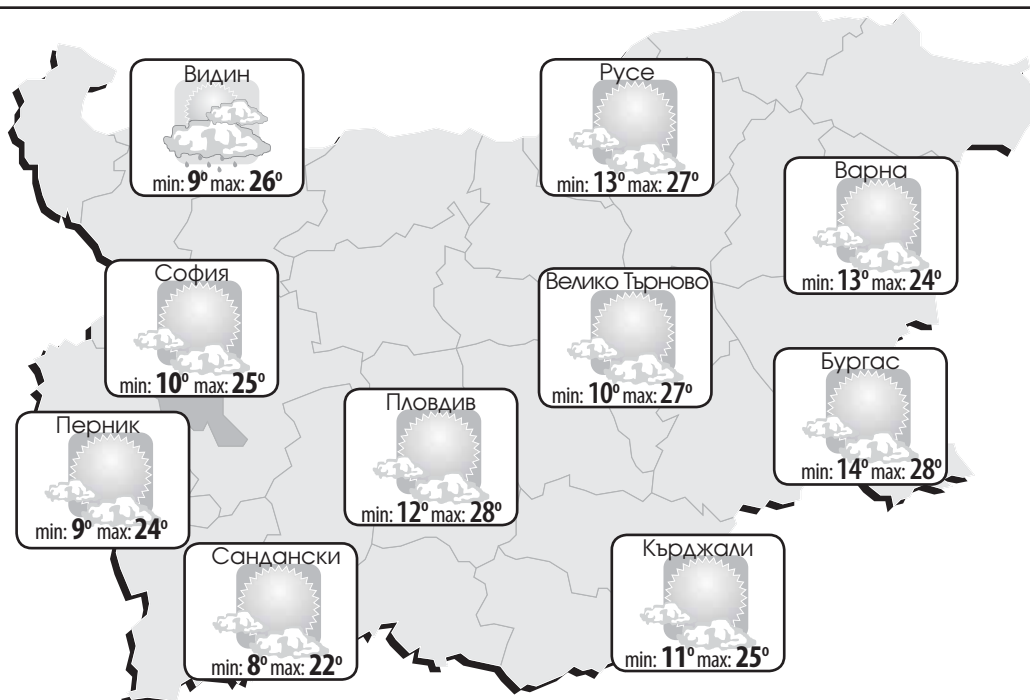 Видин
min: 9° max: 26°
Русе
min: 13° max: 27°
Варна
min: 13° max: 24°
София
min: 10° max: 25°
Велико Търново
min: 10° max: 27°
Бургас
min: 14° max: 28°
Пловдив
min: 12° max: 28°
Перник
min: 9° max: 24°
Сандански
min: 8° max: 22°
Кърджали
min: 11° max: 25°